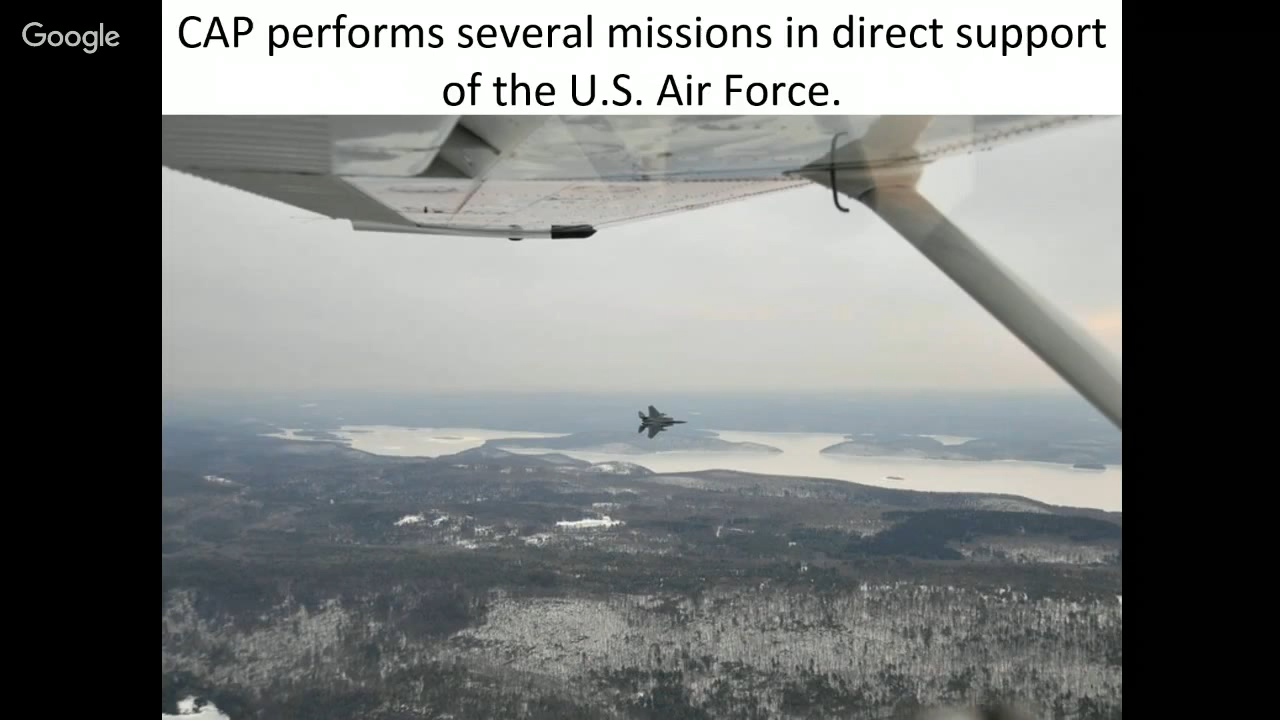 Google
CAP performs several missions in direct support
of the U.S. Air Force.